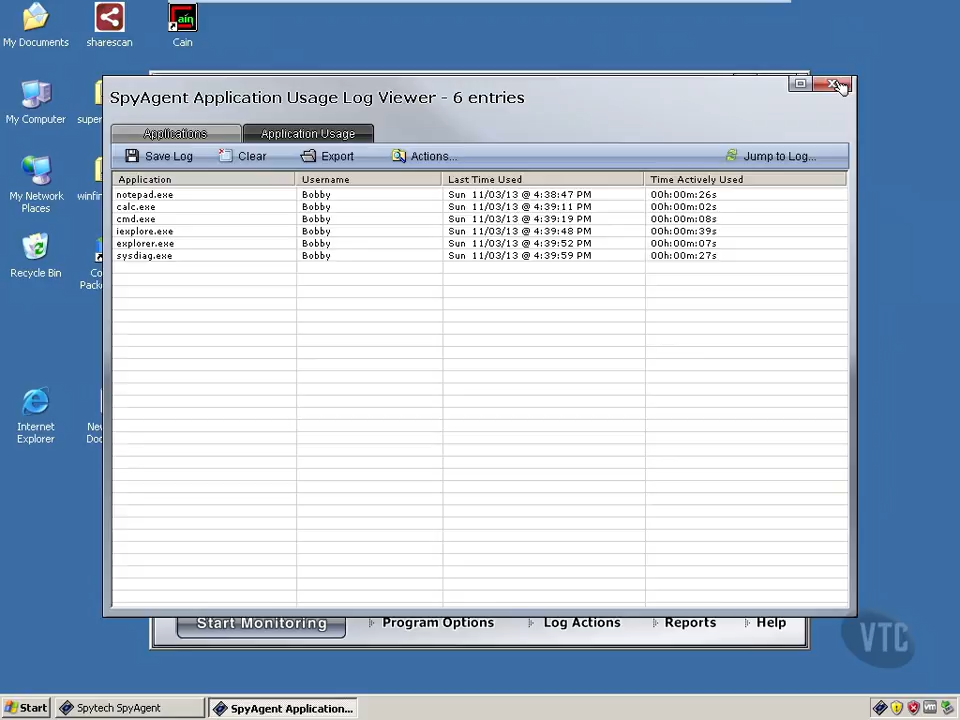 My Documents
sharescan
Cain
My Computer
super
My Network
Places
winfir
Recycle Bin
Co
Pack
Internet
Explorer
Ne
Doc
SpyAgent Application Usage Log Viewer - 6 entries
Applications
Application Usage
Save Log
Clear
Export
Actions...
Jump to Log...
Application Username Last Time Used Time Actively Used
notepad.exe Bobby Sun 11/03/13 @ 4:38:47 PM 00h:00m:26s
calc.exe Bobby Sun 11/03/13 @ 4:39:11 PM 00h:00m:02s
cmd.exe Bobby Sun 11/03/13 @ 4:39:19 PM 00h:00m:08s
iexplore.exe Bobby Sun 11/03/13 @ 4:39:48 PM 00h:00m:39s
explorer.exe Bobby Sun 11/03/13 @ 4:39:52 PM 00h:00m:07s
sysdiag.exe Bobby Sun 11/03/13 @ 4:39:59 PM 00h:00m:27s
Start Monitoring
Program Options
Log Actions
Reports
Help
VTC
Start
Spytech SpyAgent
SpyAgent Application...